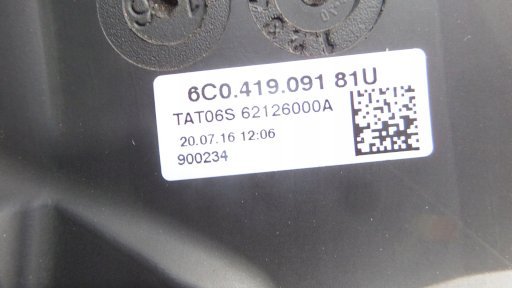 6C0.419.091 81U
TAT06S 62126000A
20.07.16 12:06
900234